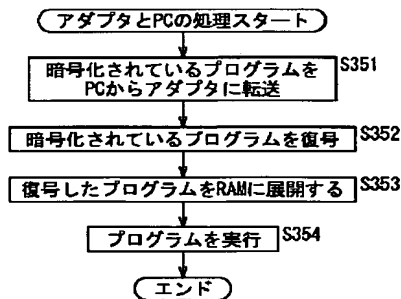 アダプタとPCの処理スタート
暗号化されているプログラムを
PCからアダプタに転送
S351
暗号化されているプログラムを復号
S352
復号したプログラムをRAMに展開する
S353
プログラムを実行
S354
エンド